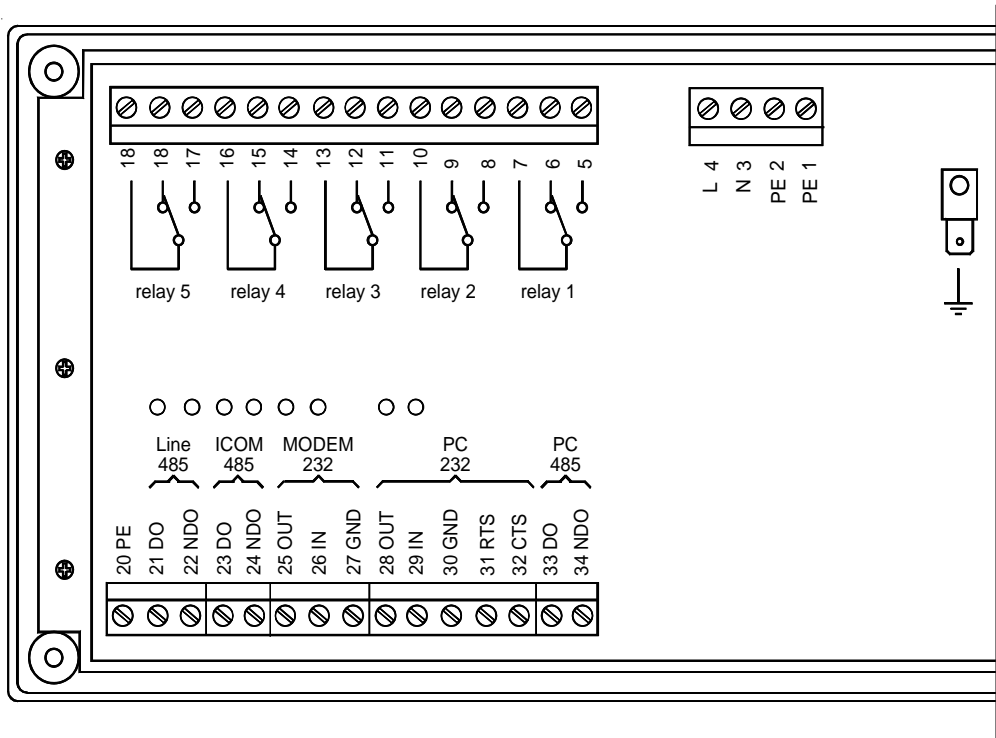 18 18 17 16 15 14 13 12 11 10 9 8 7 6 5
L 4 N 3 PE 2 PE 1
relay 5 relay 4 relay 3 relay 2 relay 1
Line ICOM MODEM PC PC
485 485 232 232 485
20 PE
21 DO
22 NDO
23 DO
24 NDO
25 OUT
26 IN
27 GND
28 OUT
29 IN
30 GND
31 RTS
32 CTS
33 DO
34 NDO